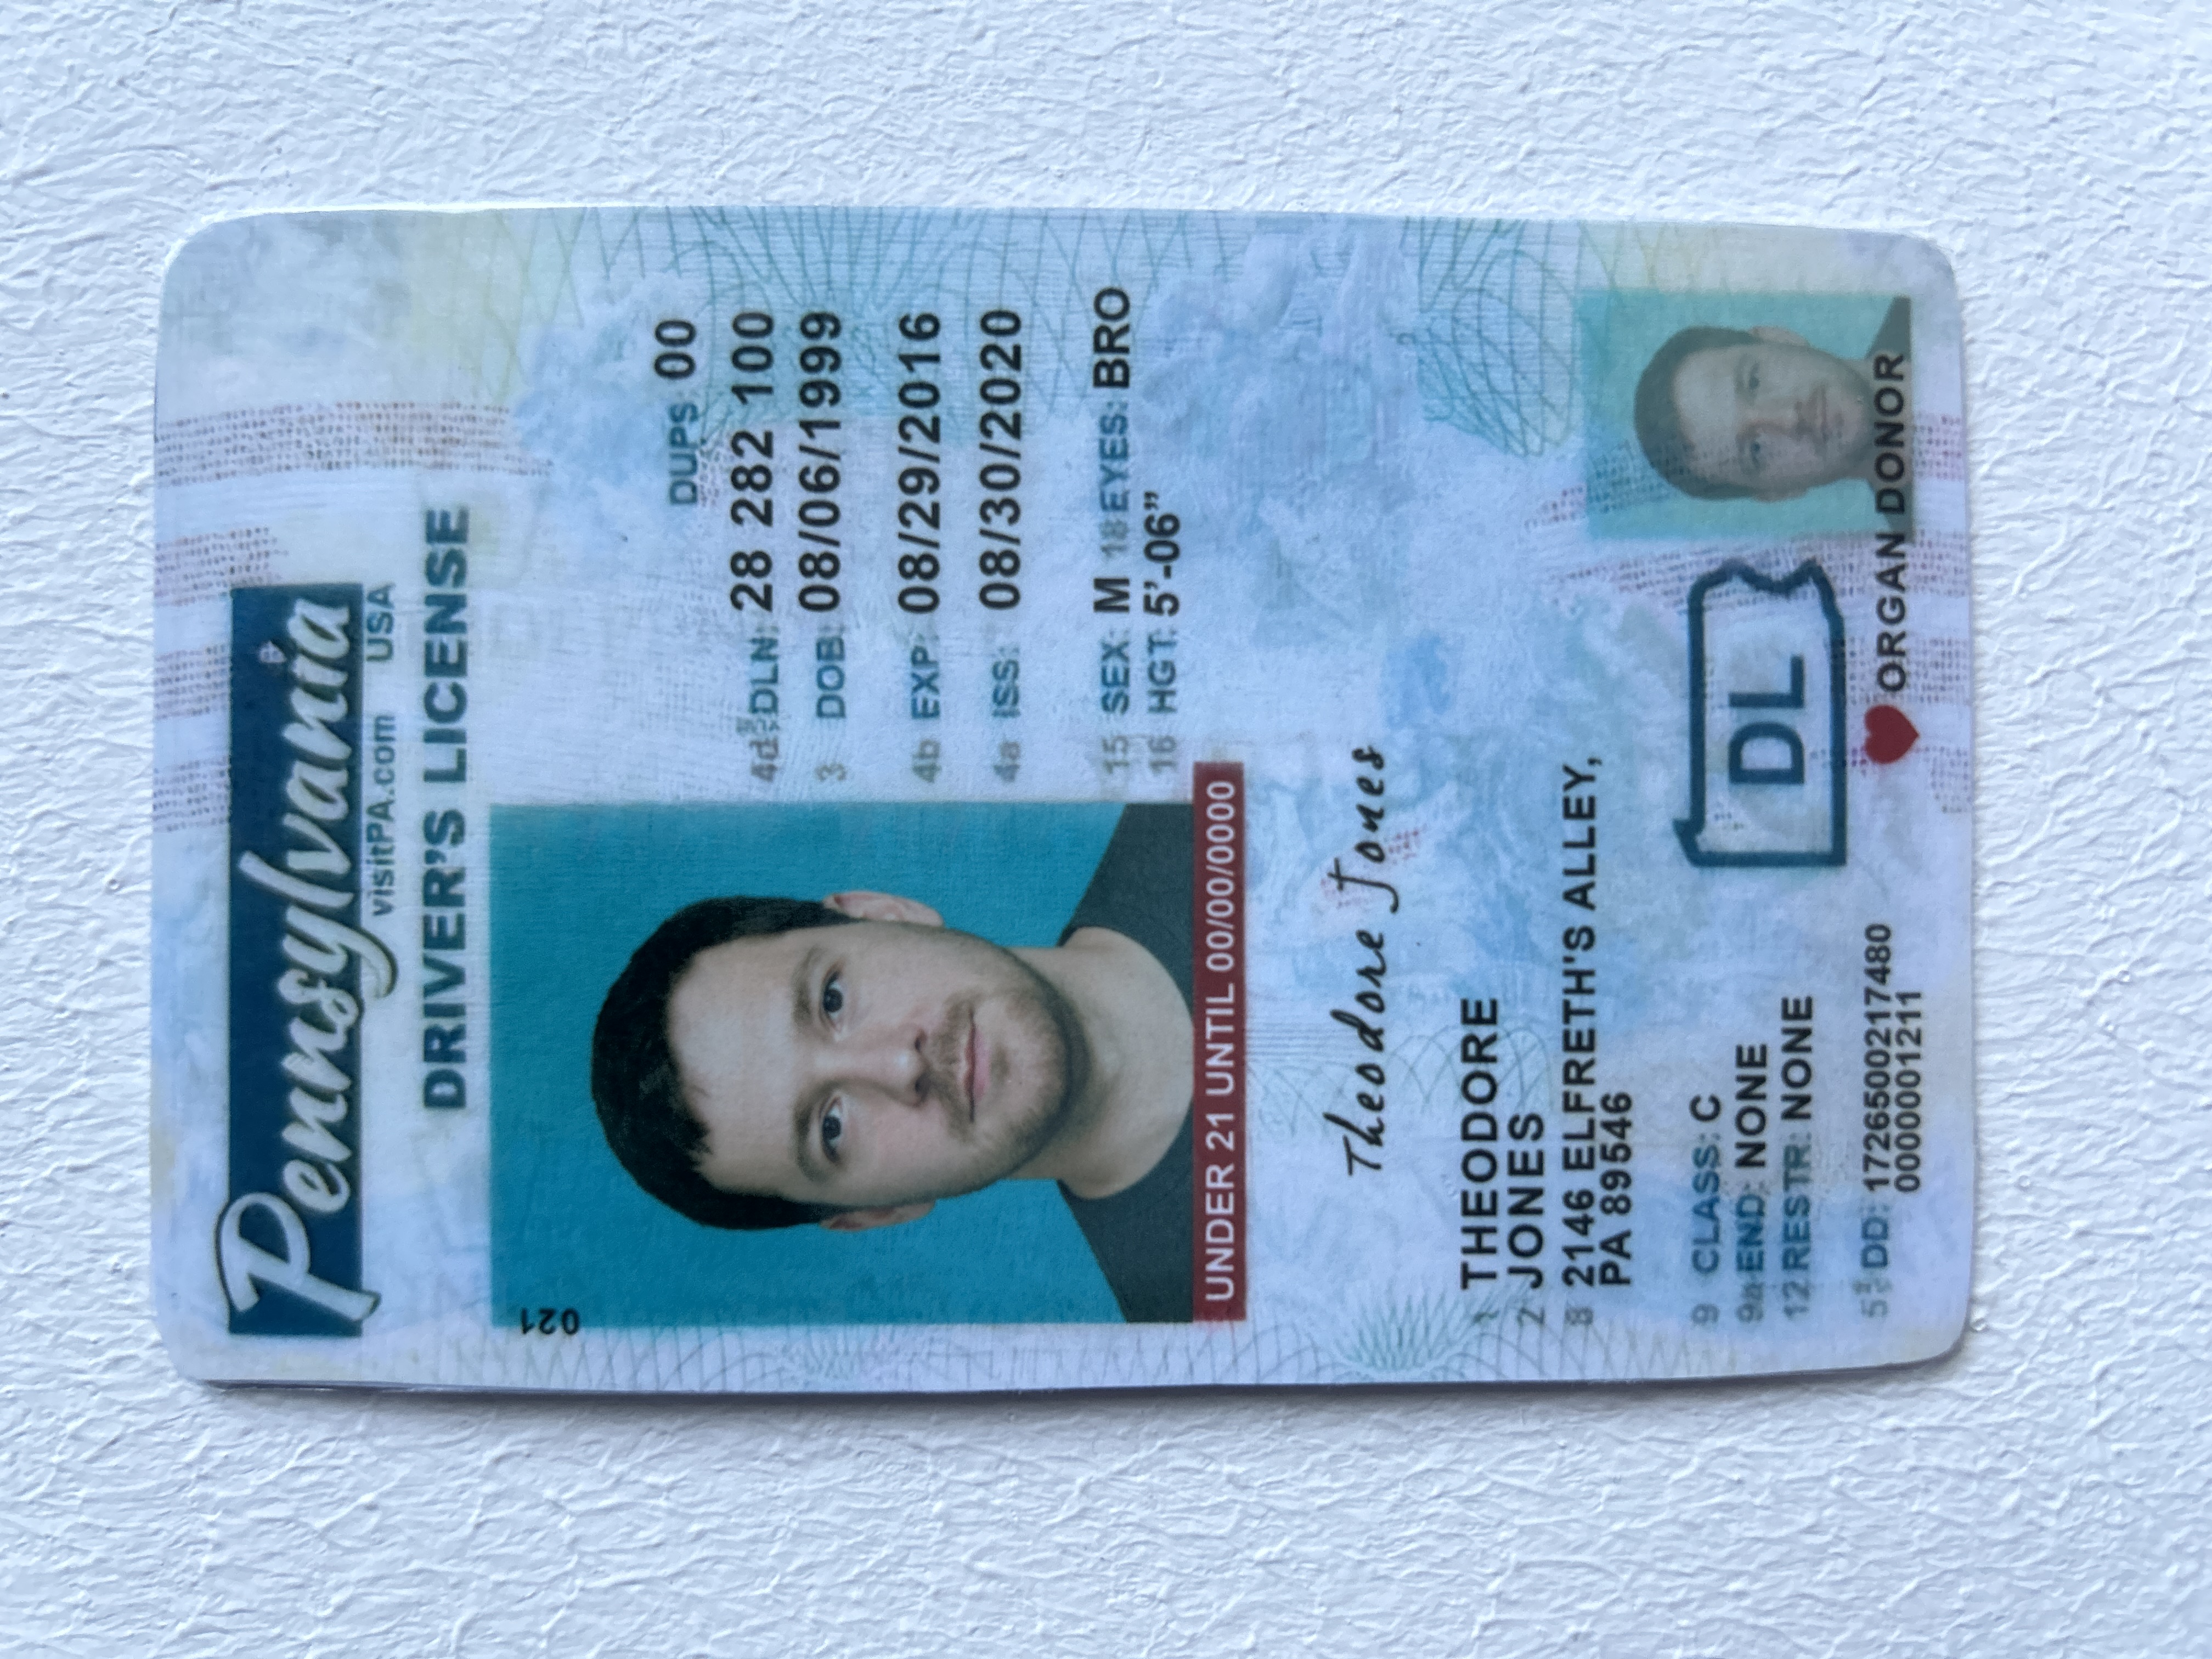 Pennsylvania
visitPA.com USA
DRIVER'S LICENSE
021
DUPS 00
4d DLN: 28 282 100
3 DOB: 08/06/1999
4b EXP: 08/29/2016
4a ISS: 08/30/2020
15 SEX: M 18 EYES: BRO
16 HGT: 5'-06”
UNDER 21 UNTIL 00/00/0000
Theodore Jones
1 THEODORE
2 JONES
8 2146 ELFRETH'S ALLEY,
PA 89546
9 CLASS: C
9a END: NONE
12 RESTR: NONE
DL
5 DD: 1726500217480
0000001211
ORGAN DONOR